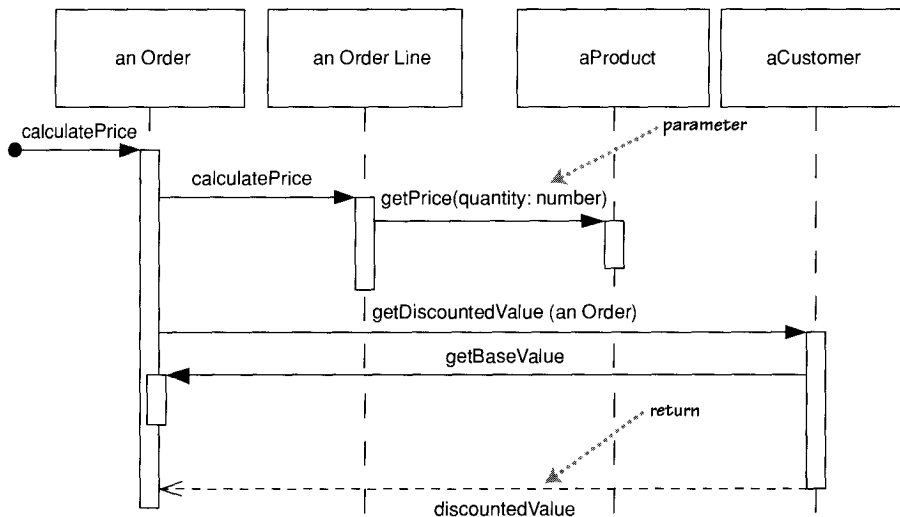 an Order
an Order Line
aProduct
aCustomer
calculatePrice
parameter
calculatePrice
getPrice(quantity: number)
getDiscountedValue (an Order)
getBaseValue
return
discountedValue